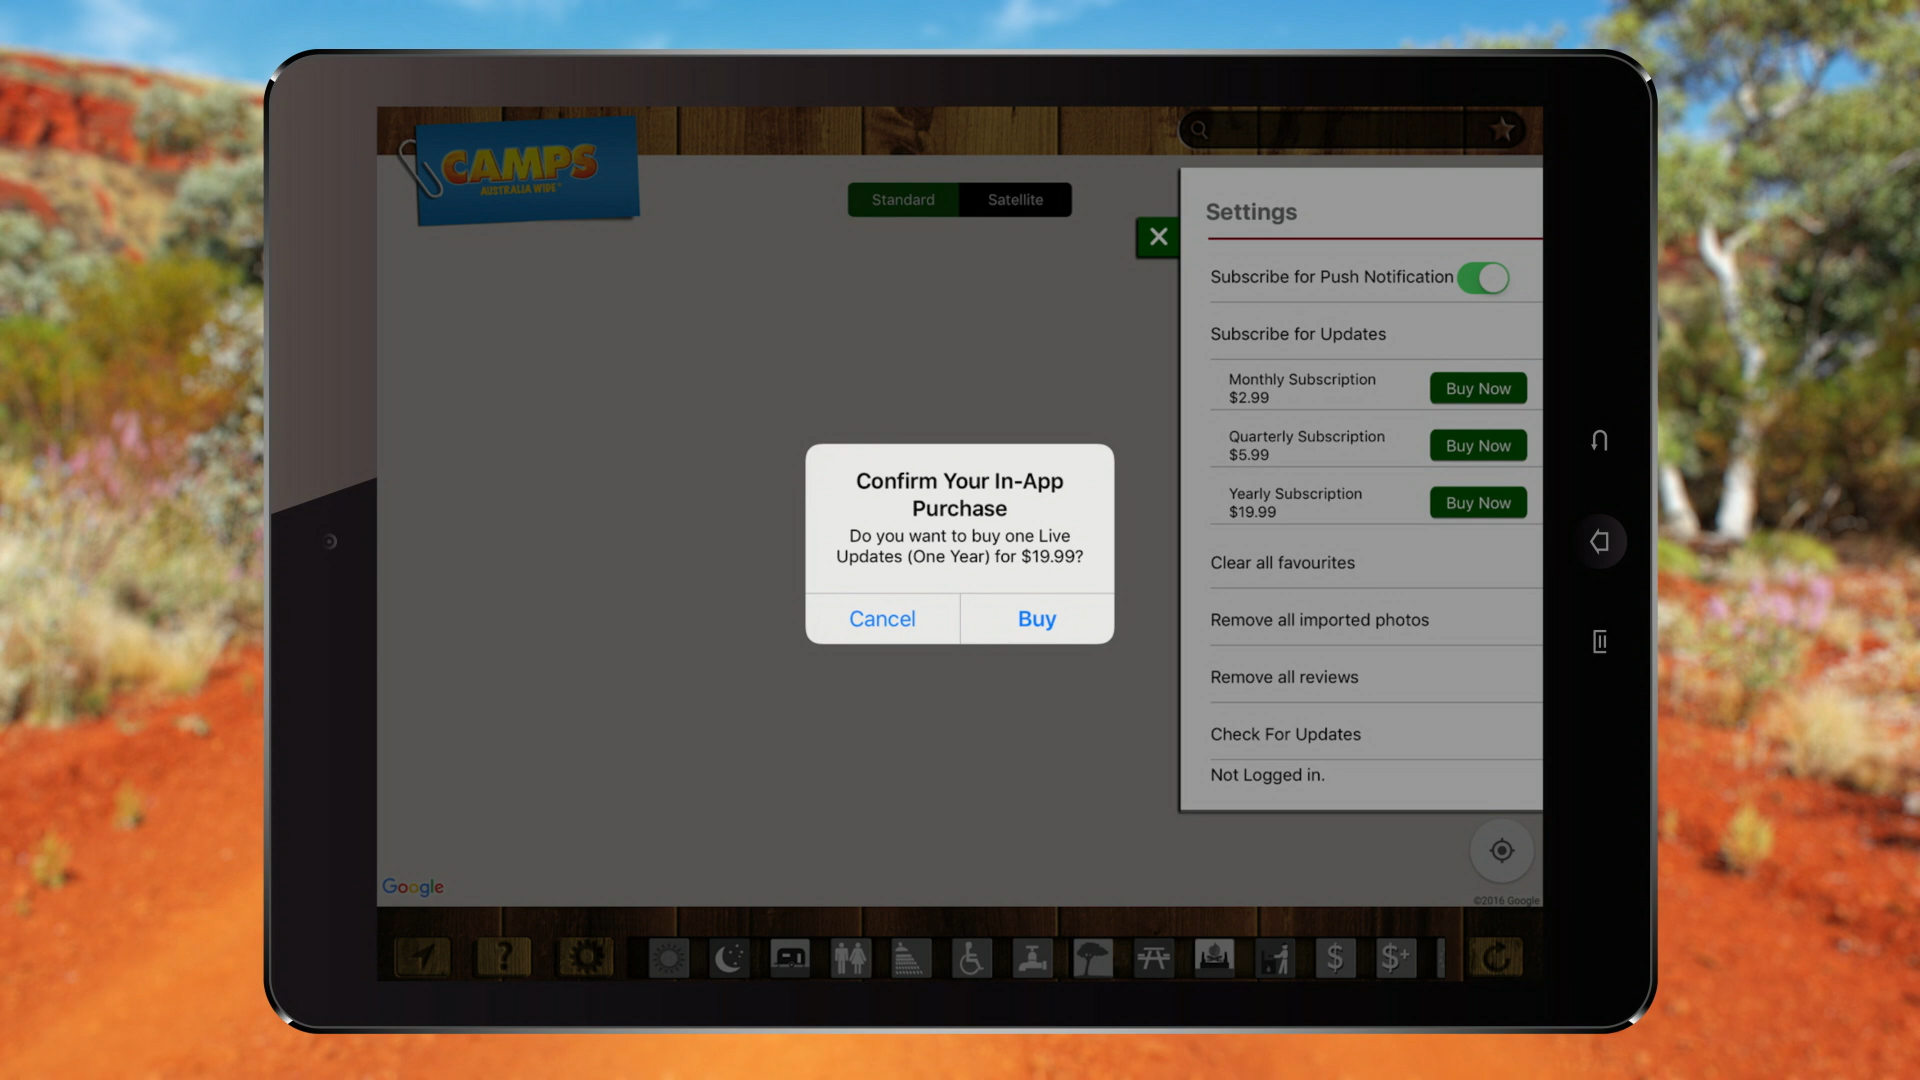 CAMPS
AUSTRALIA WIDE™
Standard
Satellite
Settings
Subscribe for Push Notification
Subscribe for Updates
Monthly Subscription
$2.99
Buy Now
Quarterly Subscription
$5.99
Buy Now
Yearly Subscription
$19.99
Buy Now
Clear all favourites
Remove all imported photos
Remove all reviews
Check For Updates
Not Logged in.
Confirm Your In-App
Purchase
Do you want to buy one Live
Updates (One Year) for $19.99?
Cancel
Buy
Google
©2016 Google
?
$
$+